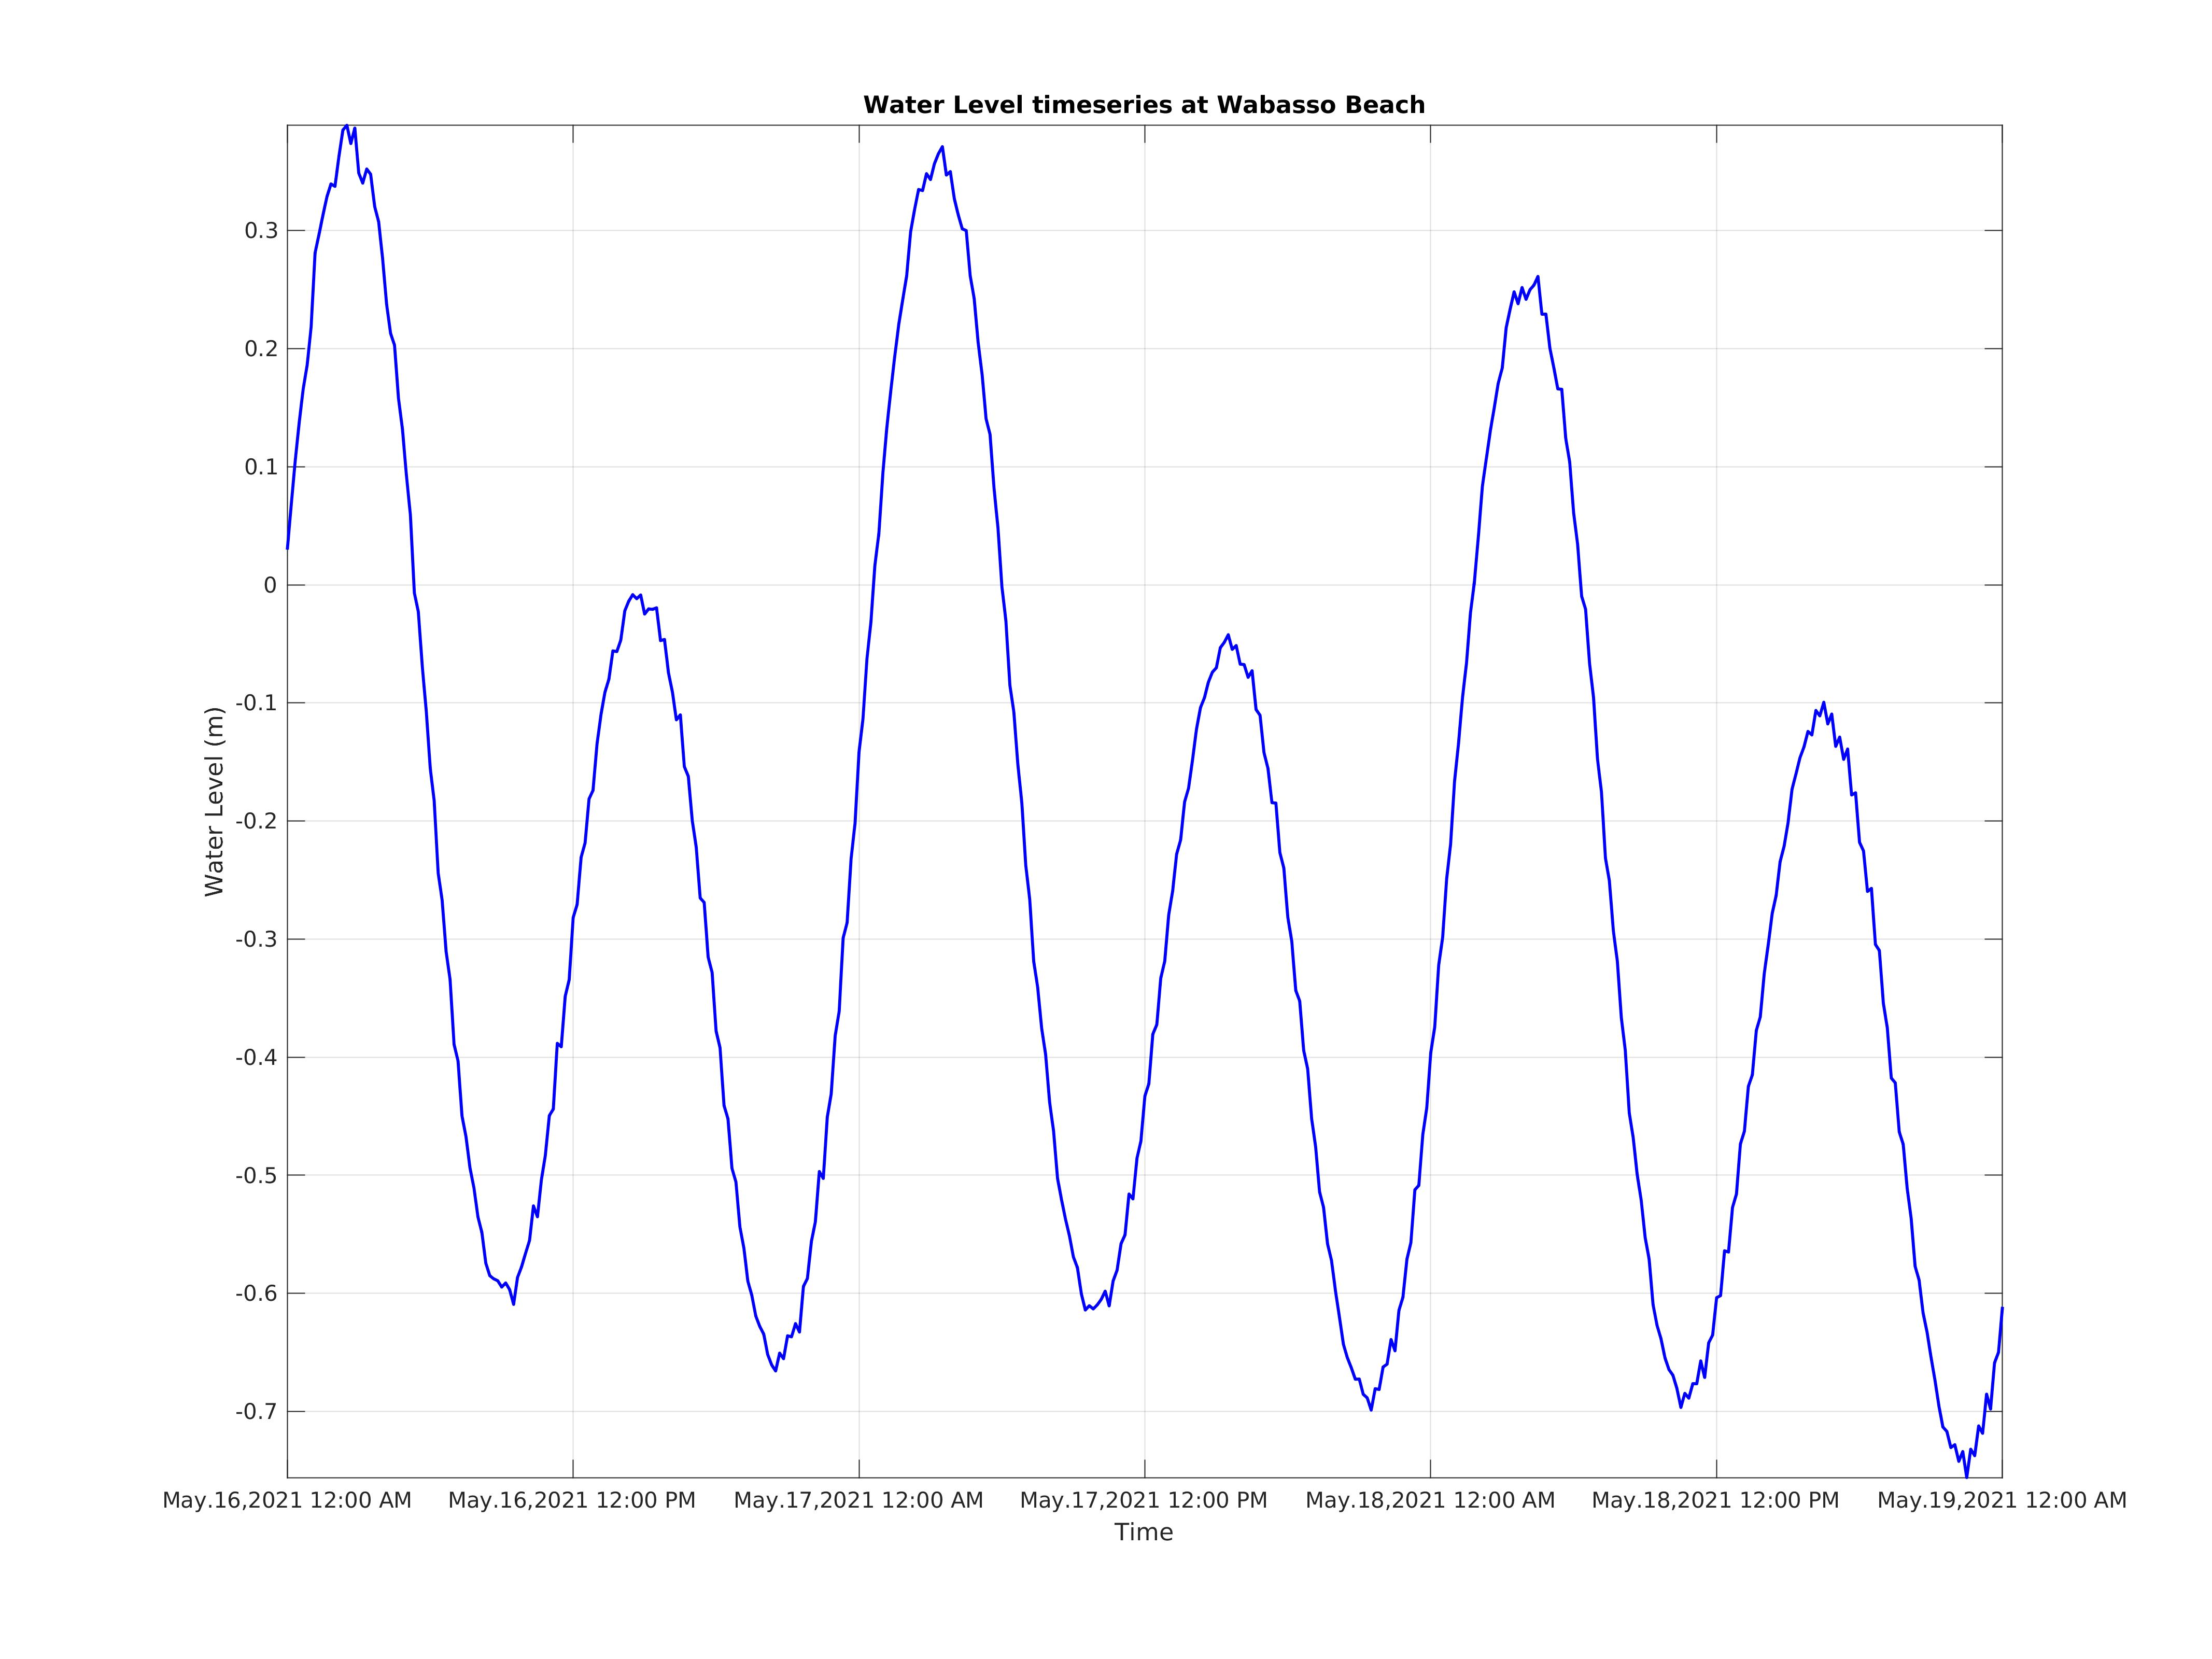 Water Level timeseries at Wabasso Beach
0.3
0.2
0.1
0
-0.1
-0.2
-0.3
-0.4
-0.5
-0.6
-0.7
Water Level (m)
May.16,2021 12:00 AM May.16,2021 12:00 PM May.17,2021 12:00 AM May.17,2021 12:00 PM May.18,2021 12:00 AM May.18,2021 12:00 PM May.19,2021 12:00 AM
Time